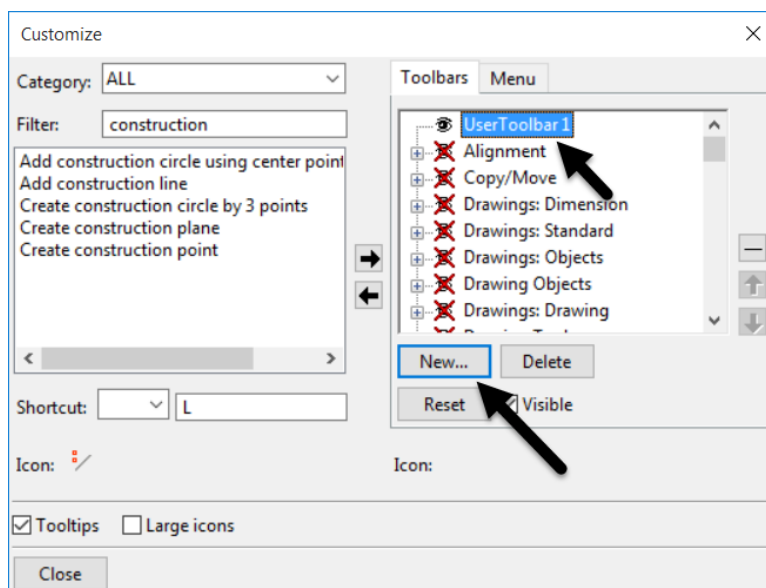 Customize
Category: ALL
Filter: construction
Add construction circle using center point
Add construction line
Create construction circle by 3 points
Create construction plane
Create construction point
Shortcut: L
Icon:
Toolbars Menu
UserToolbar 1
Alignment
Copy/Move
Drawings: Dimension
Drawings: Standard
Drawings: Objects
Drawing Objects
Drawings: Drawing
New... Delete
Reset Visible
Icon:
Tooltips Large icons
Close